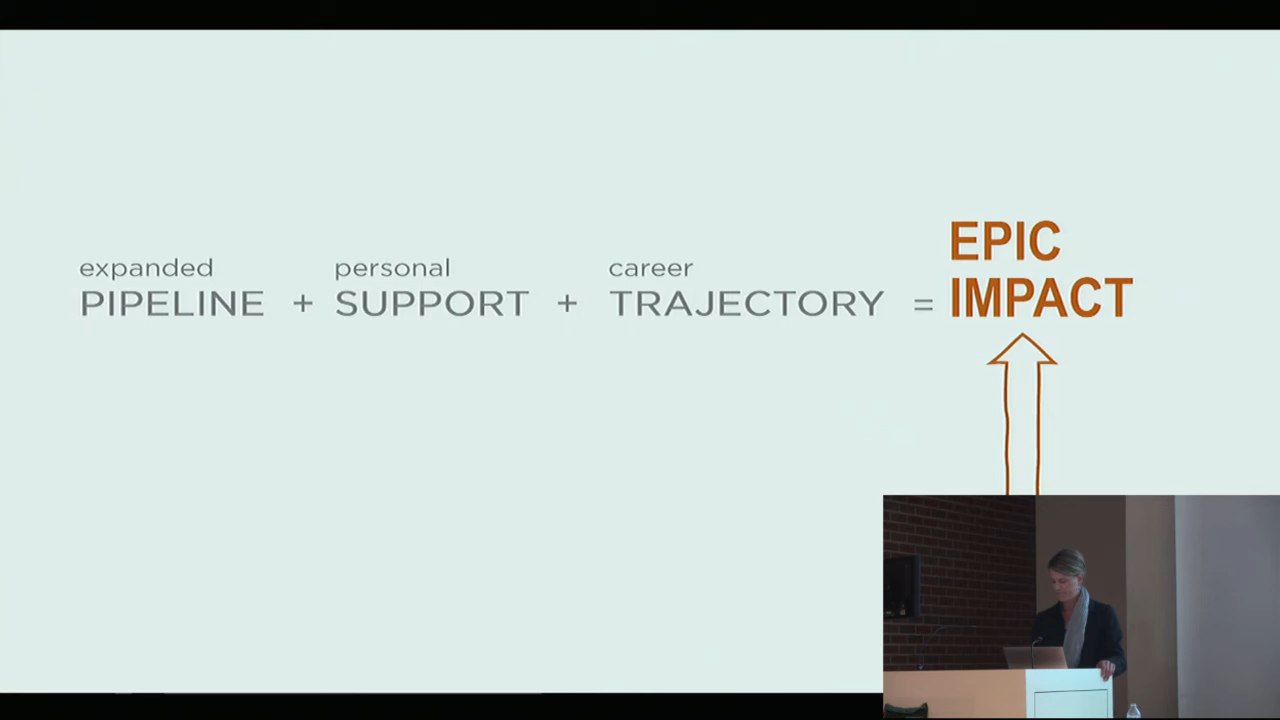 expanded
PIPELINE + 
personal
SUPPORT + 
career
TRAJECTORY = 
EPIC
IMPACT